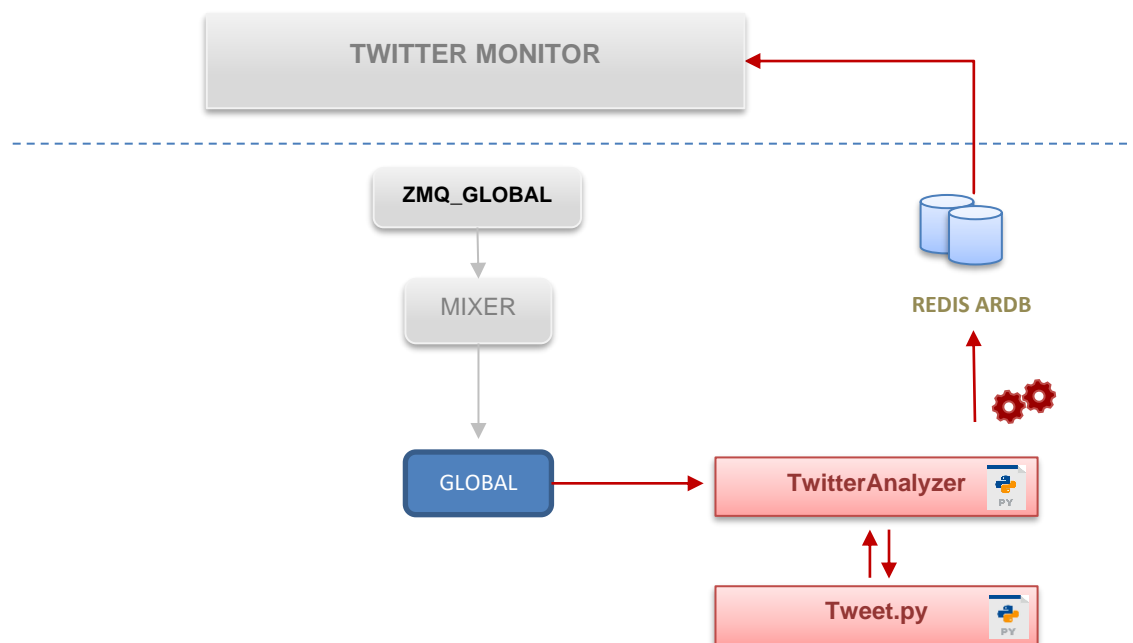 TWITTER MONITOR
ZMQ_GLOBAL
MIXER
REDIS ARDB
GLOBAL
TwitterAnalyzer
PY
Tweet.py
PY